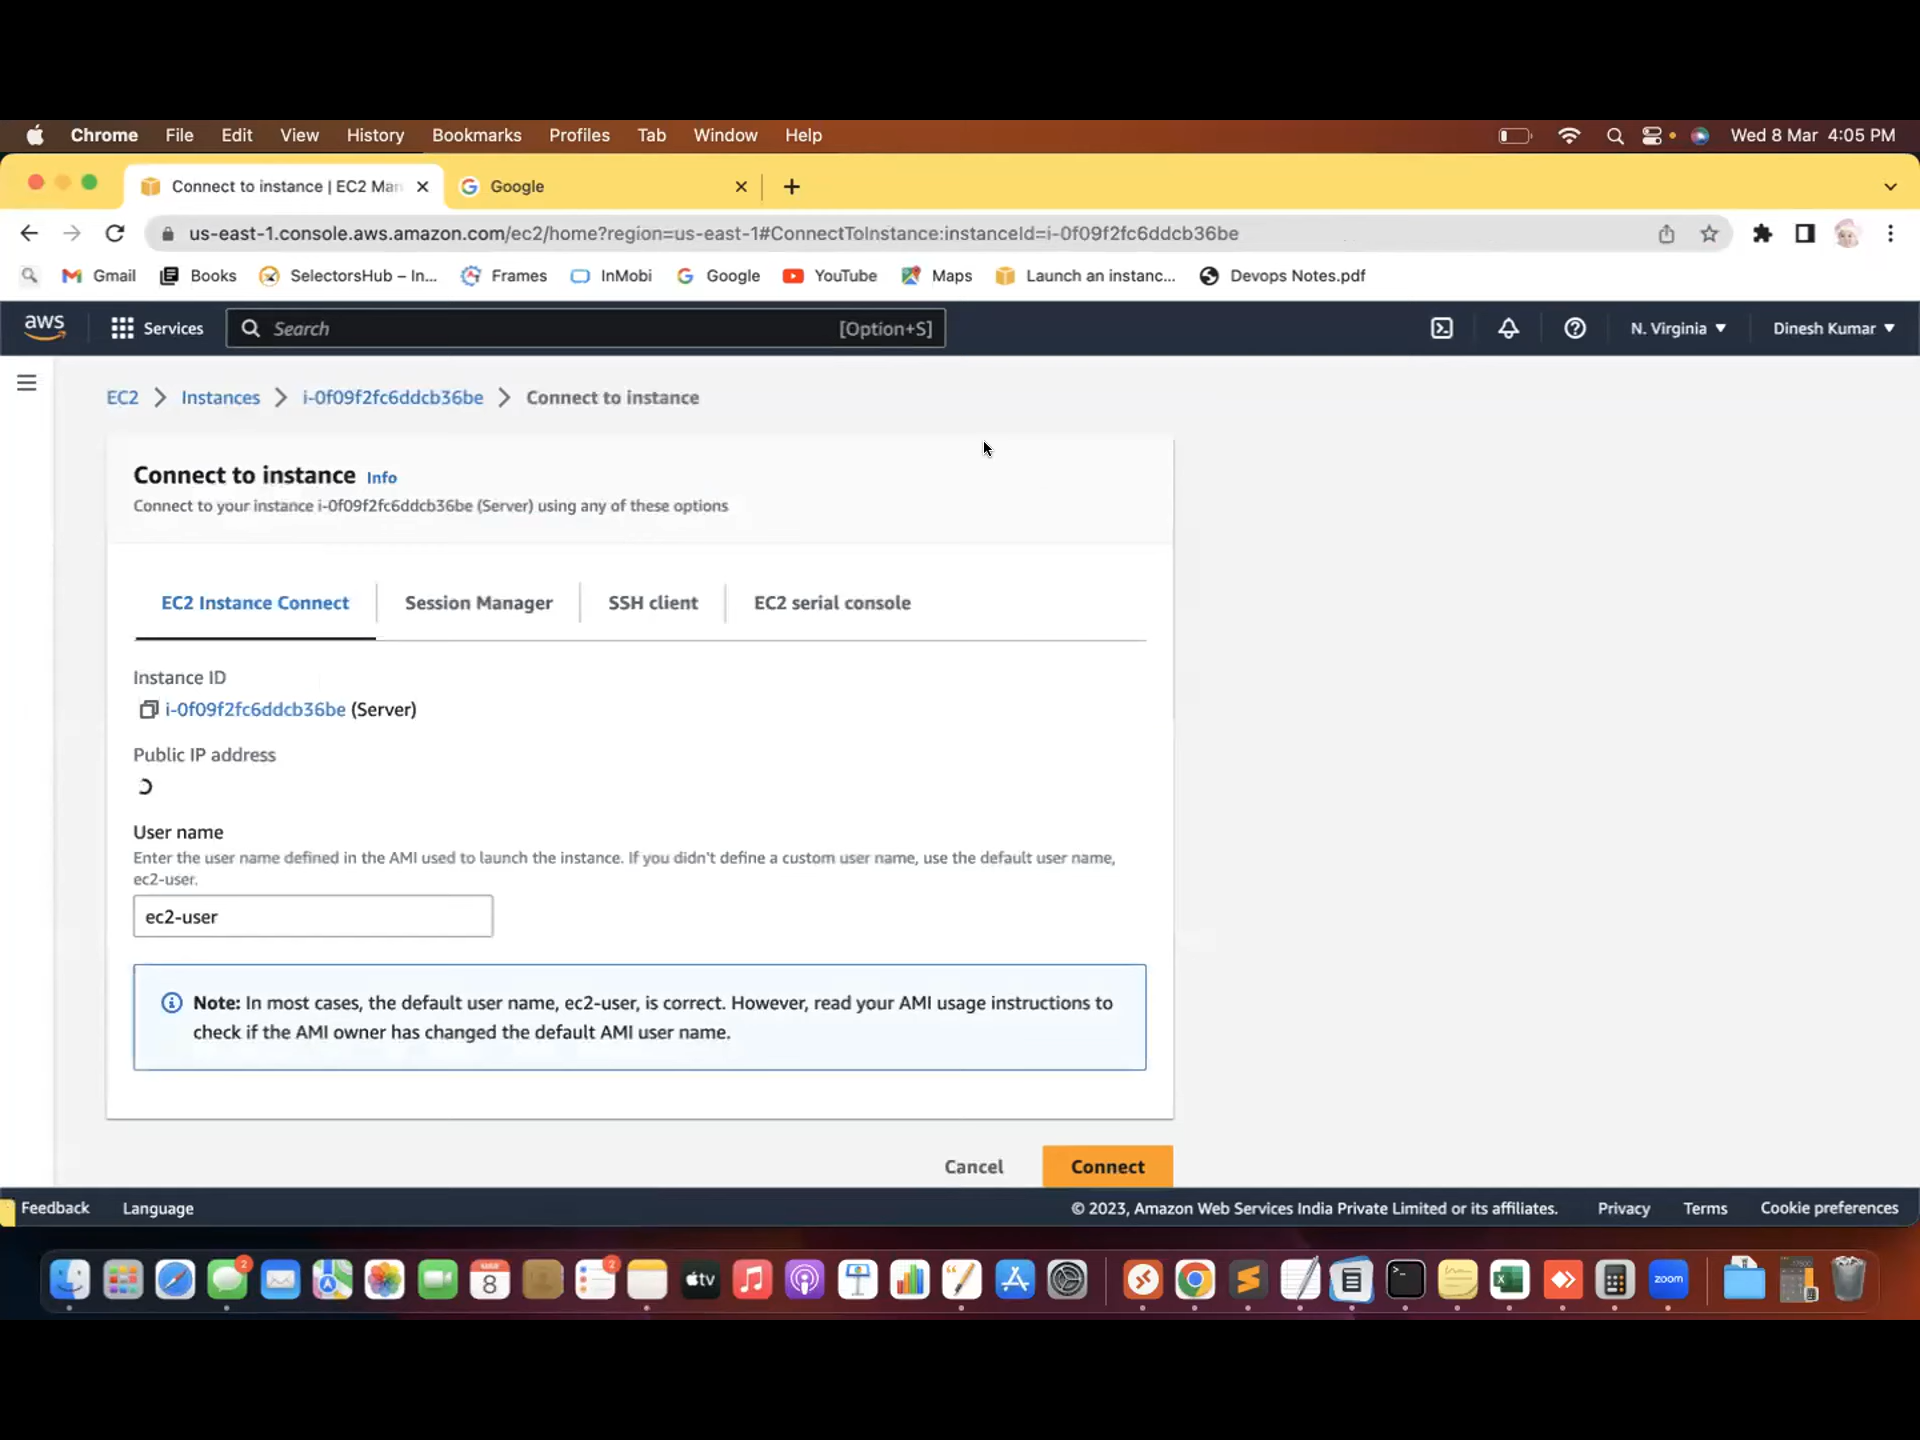 Chrome File Edit View History Bookmarks Profiles Tab Window Help Wed 8 Mar 4:05 PM
Connect to instance | EC2 Man Google
us-east-1.console.aws.amazon.com/ec2/home?region=us-east-1#ConnectToInstance:instanceId=i-0f09f2fc6ddcb36be
Gmail Books SelectorsHub – In... Frames InMobi Google YouTube Maps Launch an instanc... Devops Notes.pdf
aws Services Search [Option+S] N. Virginia Dinesh Kumar
EC2 Instances i-0f09f2fc6ddcb36be Connect to instance
Connect to instance Info
Connect to your instance i-0f09f2fc6ddcb36be (Server) using any of these options
EC2 Instance Connect Session Manager SSH client EC2 serial console
Instance ID
i-0f09f2fc6ddcb36be (Server)
Public IP address
User name
Enter the user name defined in the AMI used to launch the instance. If you didn't define a custom user name, use the default user name,
ec2-user.
ec2-user
Note: In most cases, the default user name, ec2-user, is correct. However, read your AMI usage instructions to
check if the AMI owner has changed the default AMI user name.
Cancel Connect
Feedback Language © 2023, Amazon Web Services India Private Limited or its affiliates. Privacy Terms Cookie preferences
2 8 2 tv zoom